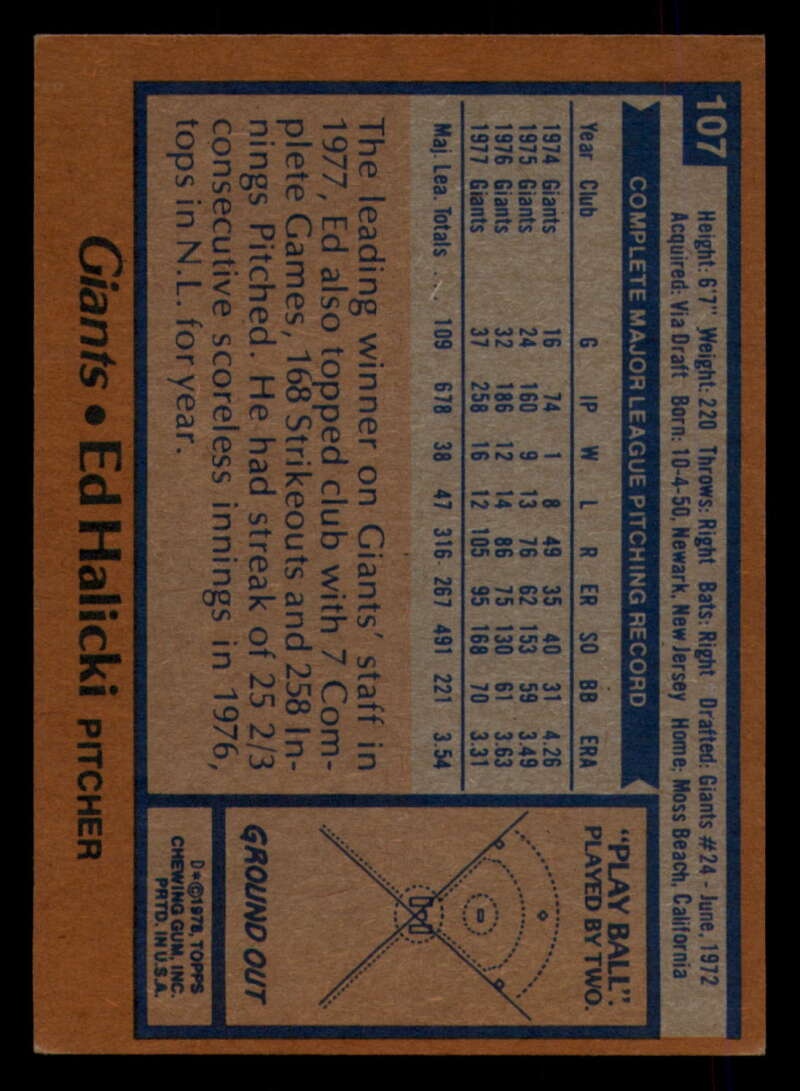 107
Height: 6'7" Weight: 220 Throws: Right Bats: Right Drafted: Giants #24 - June, 1972
Acquired: Via Draft Born: 10-4-50, Newark, New Jersey Home: Moss Beach, California
COMPLETE MAJOR LEAGUE PITCHING RECORD
Year Club G IP W L R ER SO BB ERA
1974 Giants 16 74 1 8 49 35 40 31 4.26
1975 Giants 24 160 9 13 76 62 153 59 3.49
1976 Giants 32 186 12 14 86 75 130 61 3.63
1977 Giants 37 258 16 12 105 95 168 70 3.31
Maj. Lea. Totals . . . 109 678 38 47 316 267 491 221 3.54
The leading winner on Giants' staff in
1977, Ed also topped club with 7 Com-
plete Games, 168 Strikeouts and 258 In-
nings Pitched. He had streak of 25 2/3
consecutive scoreless innings in 1976,
tops in N.L. for year.
"PLAY BALL".
PLAYED BY TWO.
GROUND OUT
D*©1978, TOPPS
CHEWING GUM, INC.
PRTD. IN U.S.A.
Giants • Ed Halicki PITCHER